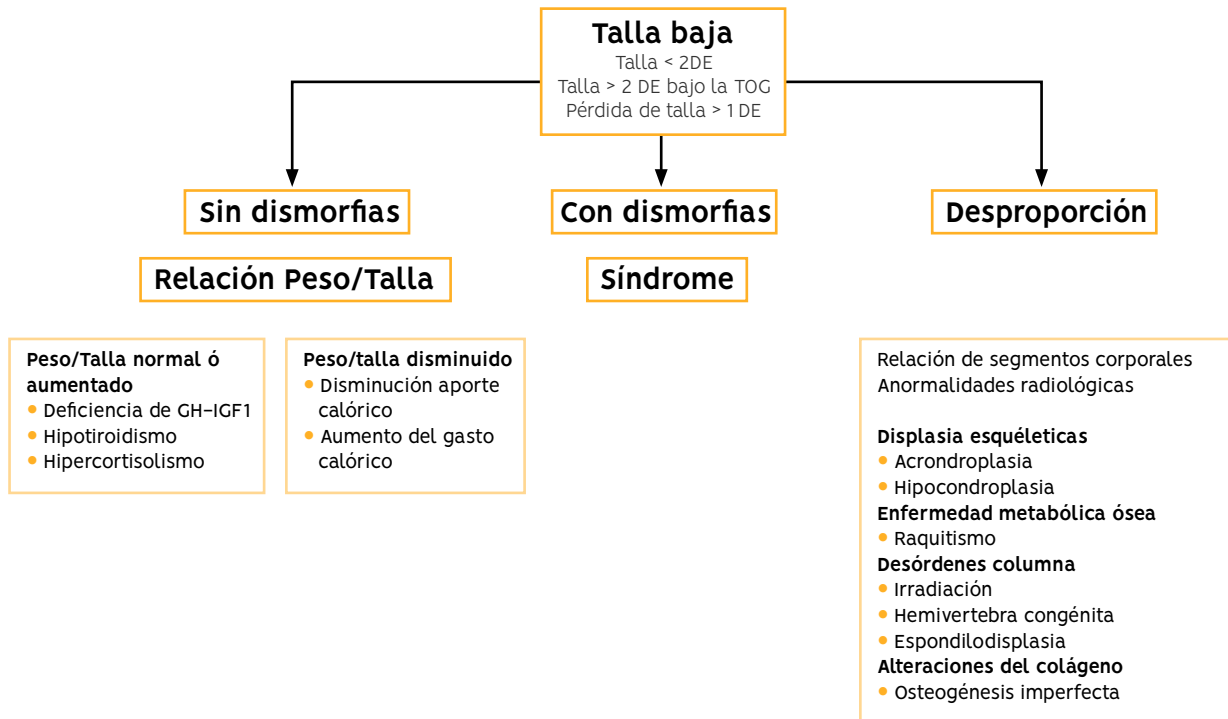 Talla baja
Talla < 2DE
Talla > 2 DE bajo la TOG
Pérdida de talla > 1 DE
Sin dismorfias
Con dismorfias
Desproporción
Relación Peso/Talla
Síndrome
Peso/Talla normal ó
aumentado
• Deficiencia de GH-IGF1
• Hipotiroidismo
• Hipercortisolismo
Peso/talla disminuido
• Disminución aporte
calórico
• Aumento del gasto
calórico
Relación de segmentos corporales
Anormalidades radiológicas
Displasia esquéleticas
• Acrondroplasia
• Hipocondroplasia
Enfermedad metabólica ósea
• Raquitismo
Desórdenes columna
• Irradiación
• Hemivertebra congénita
• Espondilodisplasia
Alteraciones del colágeno
• Osteogénesis imperfecta